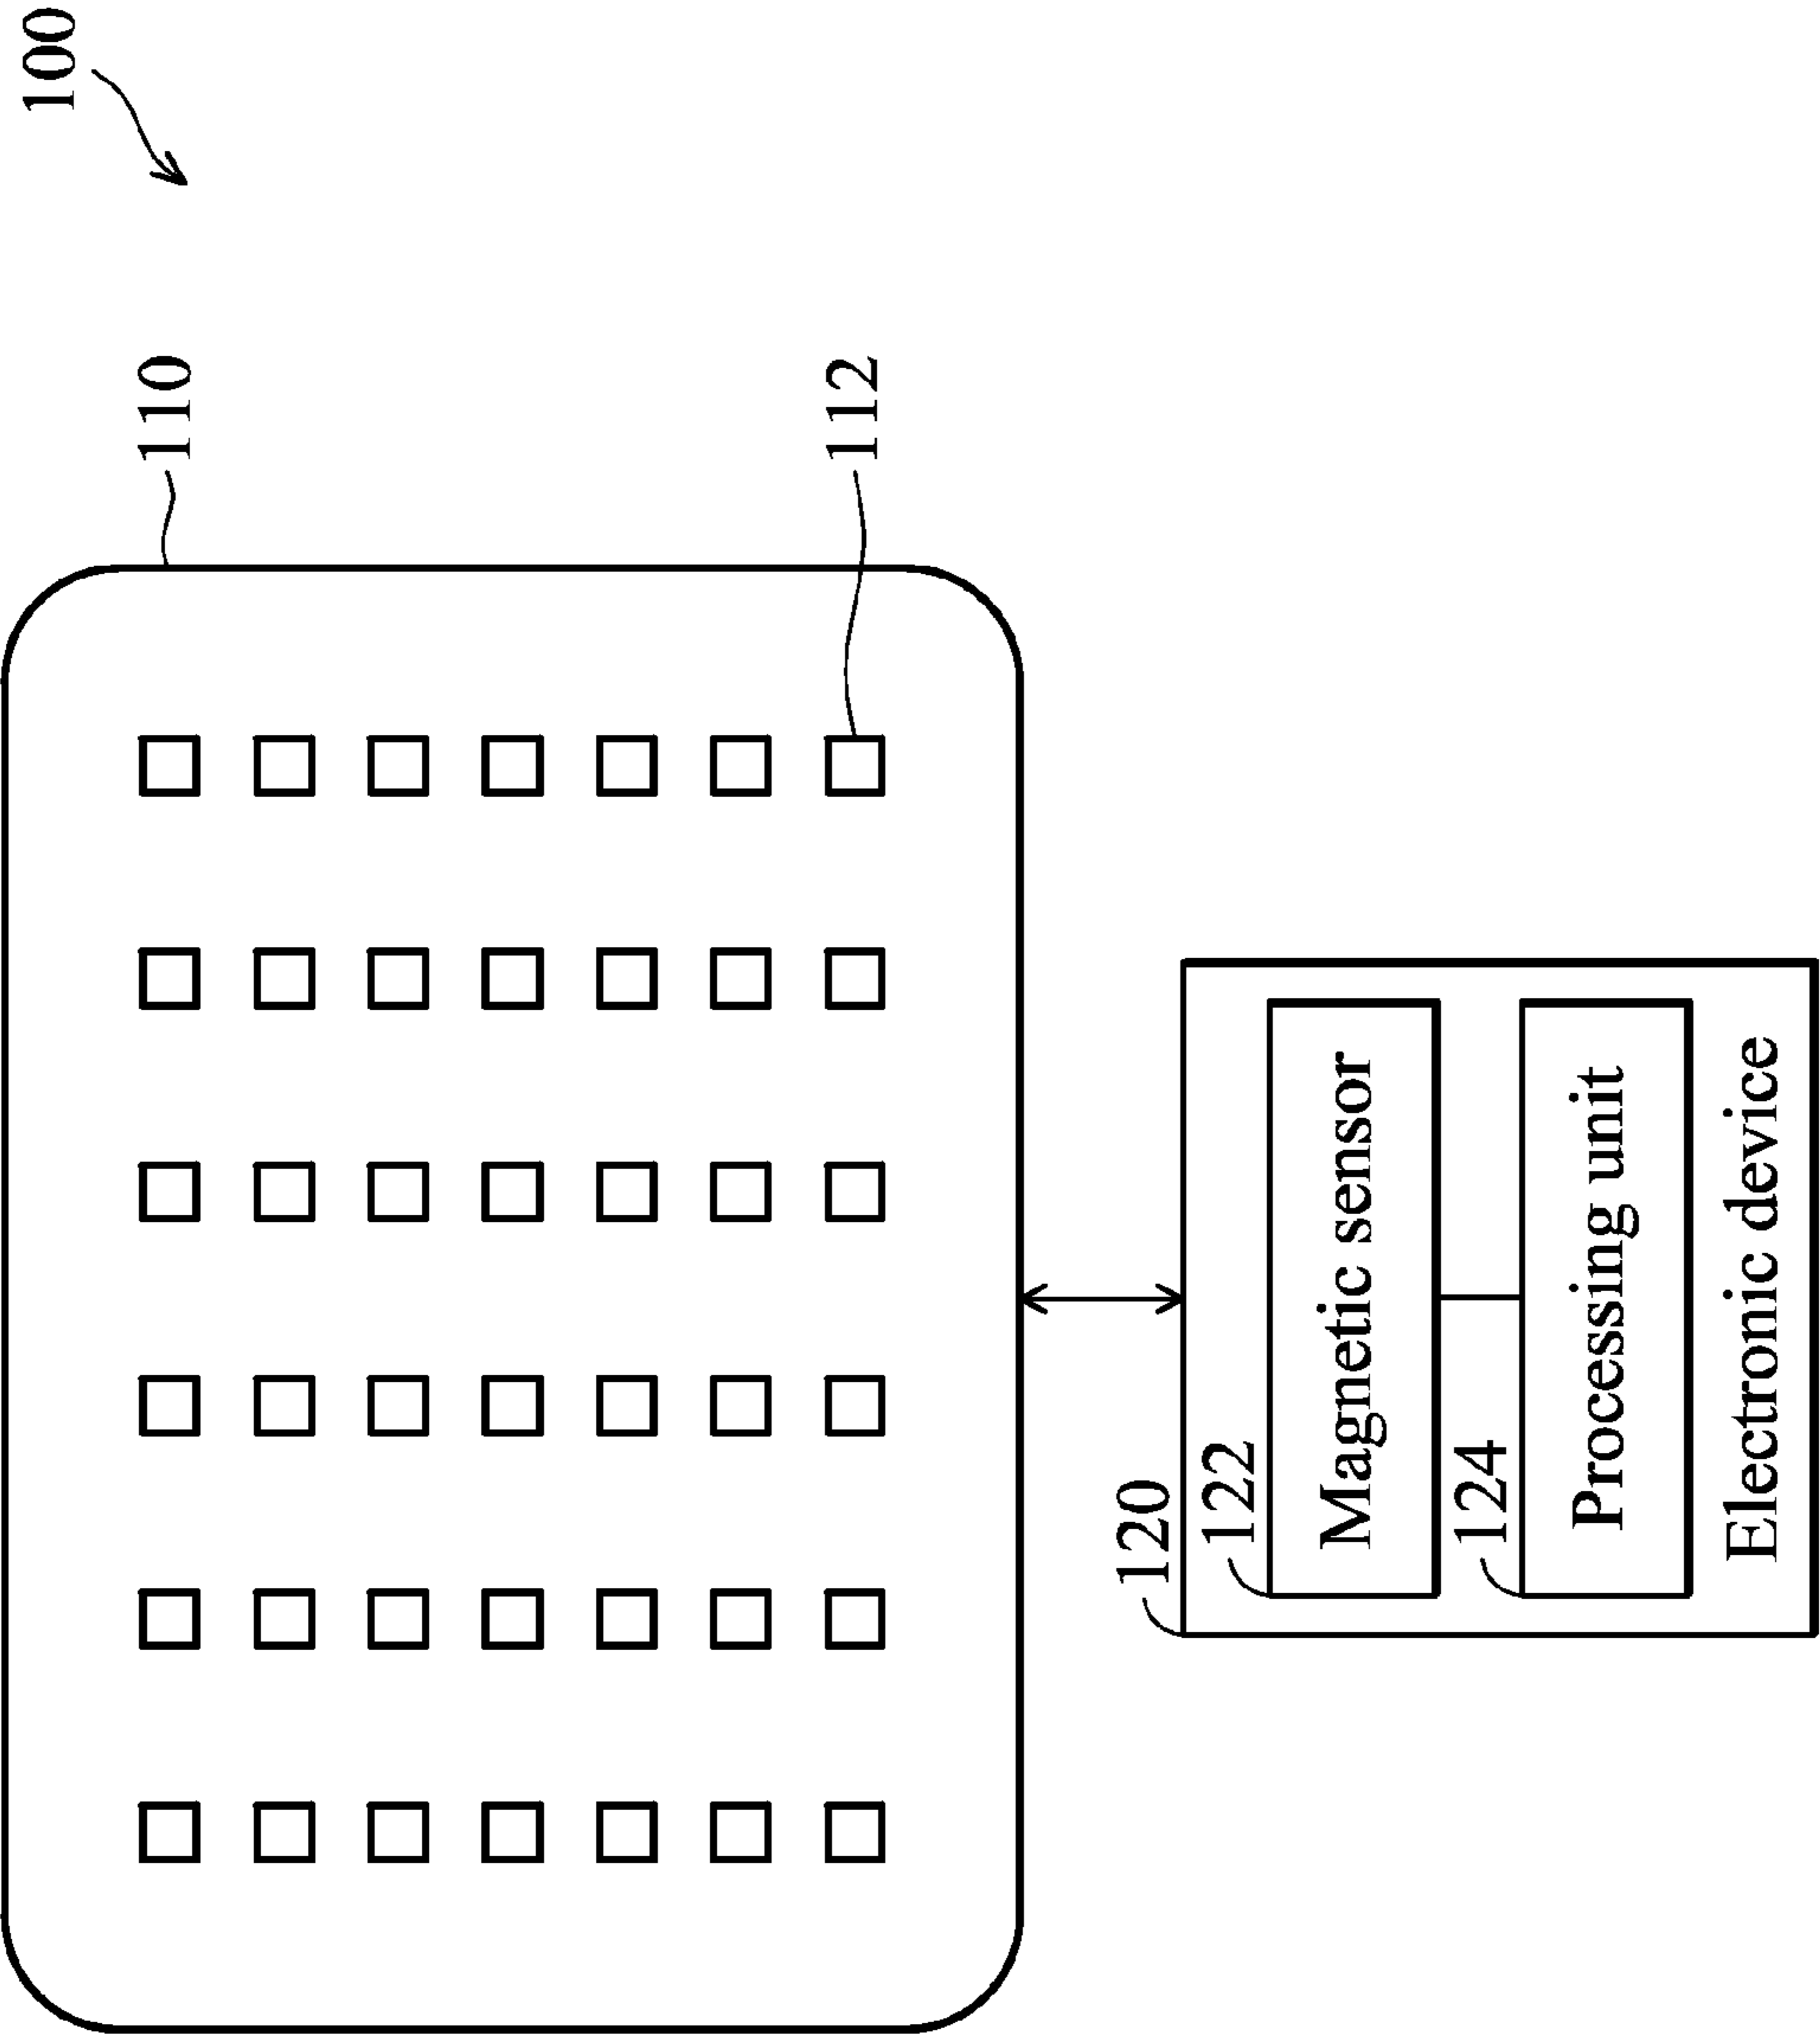 100
110
112
120
122
Magnetic sensor
124
Processing unit
Electronic device